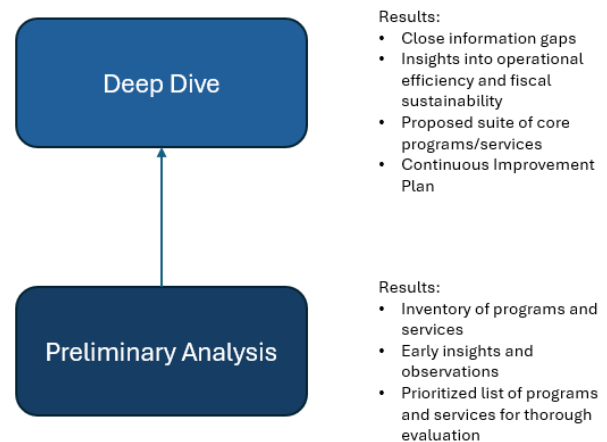 Deep Dive
Results:
• Close information gaps
• Insights into operational
efficiency and fiscal
sustainability
• Proposed suite of core
programs/services
• Continuous Improvement
Plan
Preliminary Analysis
Results:
• Inventory of programs and
services
• Early insights and
observations
• Prioritized list of programs
and services for thorough
evaluation